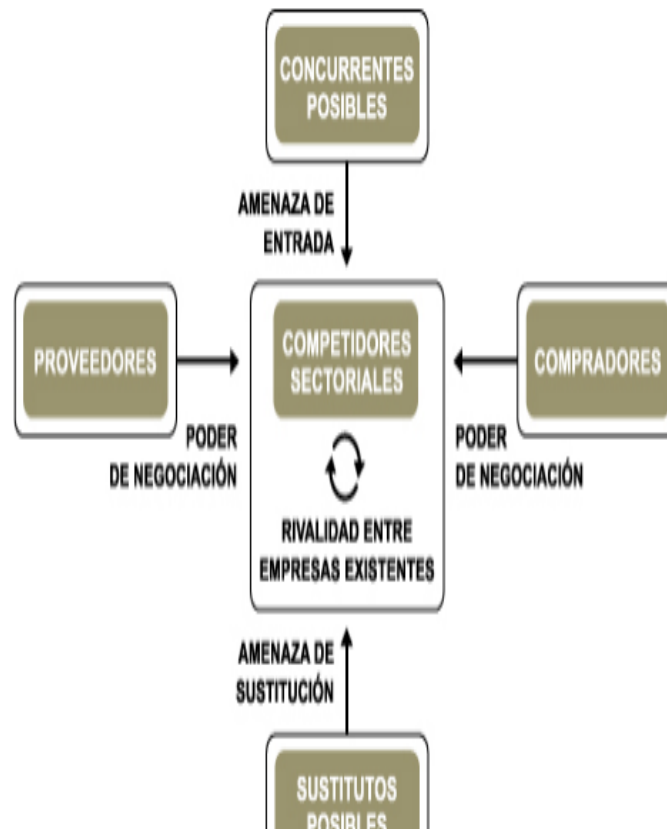 CONCURRENTES
POSIBLES
AMENAZA DE
ENTRADA
PROVEEDORES
COMPETIDORES
SECTORIALES
COMPRADORES
PODER
DE NEGOCIACIÓN
PODER
DE NEGOCIACIÓN
RIVALIDAD ENTRE
EMPRESAS EXISTENTES
AMENAZA DE
SUSTITUCIÓN
SUSTITUTOS
POSIBLES